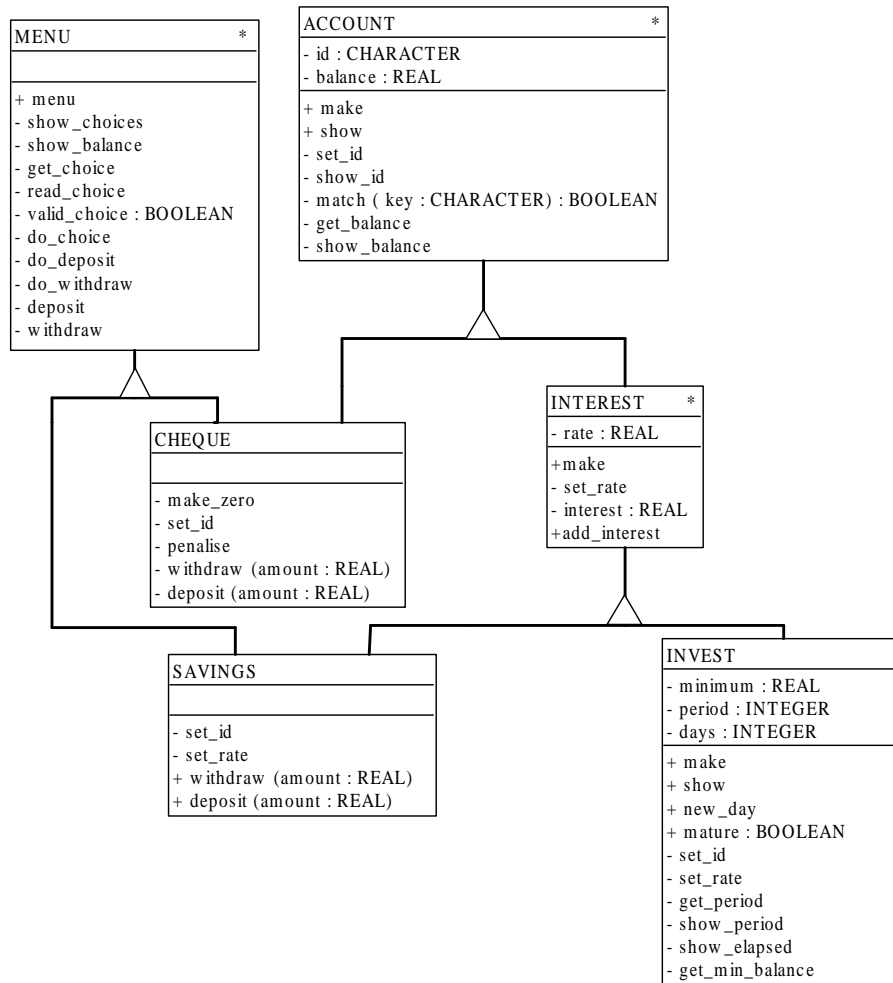 MENU *
+ menu
- show_choices
- show_balance
- get_choice
- read_choice
- valid_choice : BOOLEAN
- do_choice
- do_deposit
- do_withdraw
- deposit
- withdraw
ACCOUNT *
- id : CHARACTER
- balance : REAL
+ make
+ show
- set_id
- show_id
- match ( key : CHARACTER) : BOOLEAN
- get_balance
- show_balance
CHEQUE
- make_zero
- set_id
- penalise
- withdraw (amount : REAL)
- deposit (amount : REAL)
INTEREST *
- rate : REAL
+make
- set_rate
- interest : REAL
+add_interest
SAVINGS
- set_id
- set_rate
+ withdraw (amount : REAL)
+ deposit (amount : REAL)
INVEST
- minimum : REAL
- period : INTEGER
- days : INTEGER
+ make
+ show
+ new_day
+ mature : BOOLEAN
- set_id
- set_rate
- get_period
- show_period
- show_elapsed
- get_min_balance